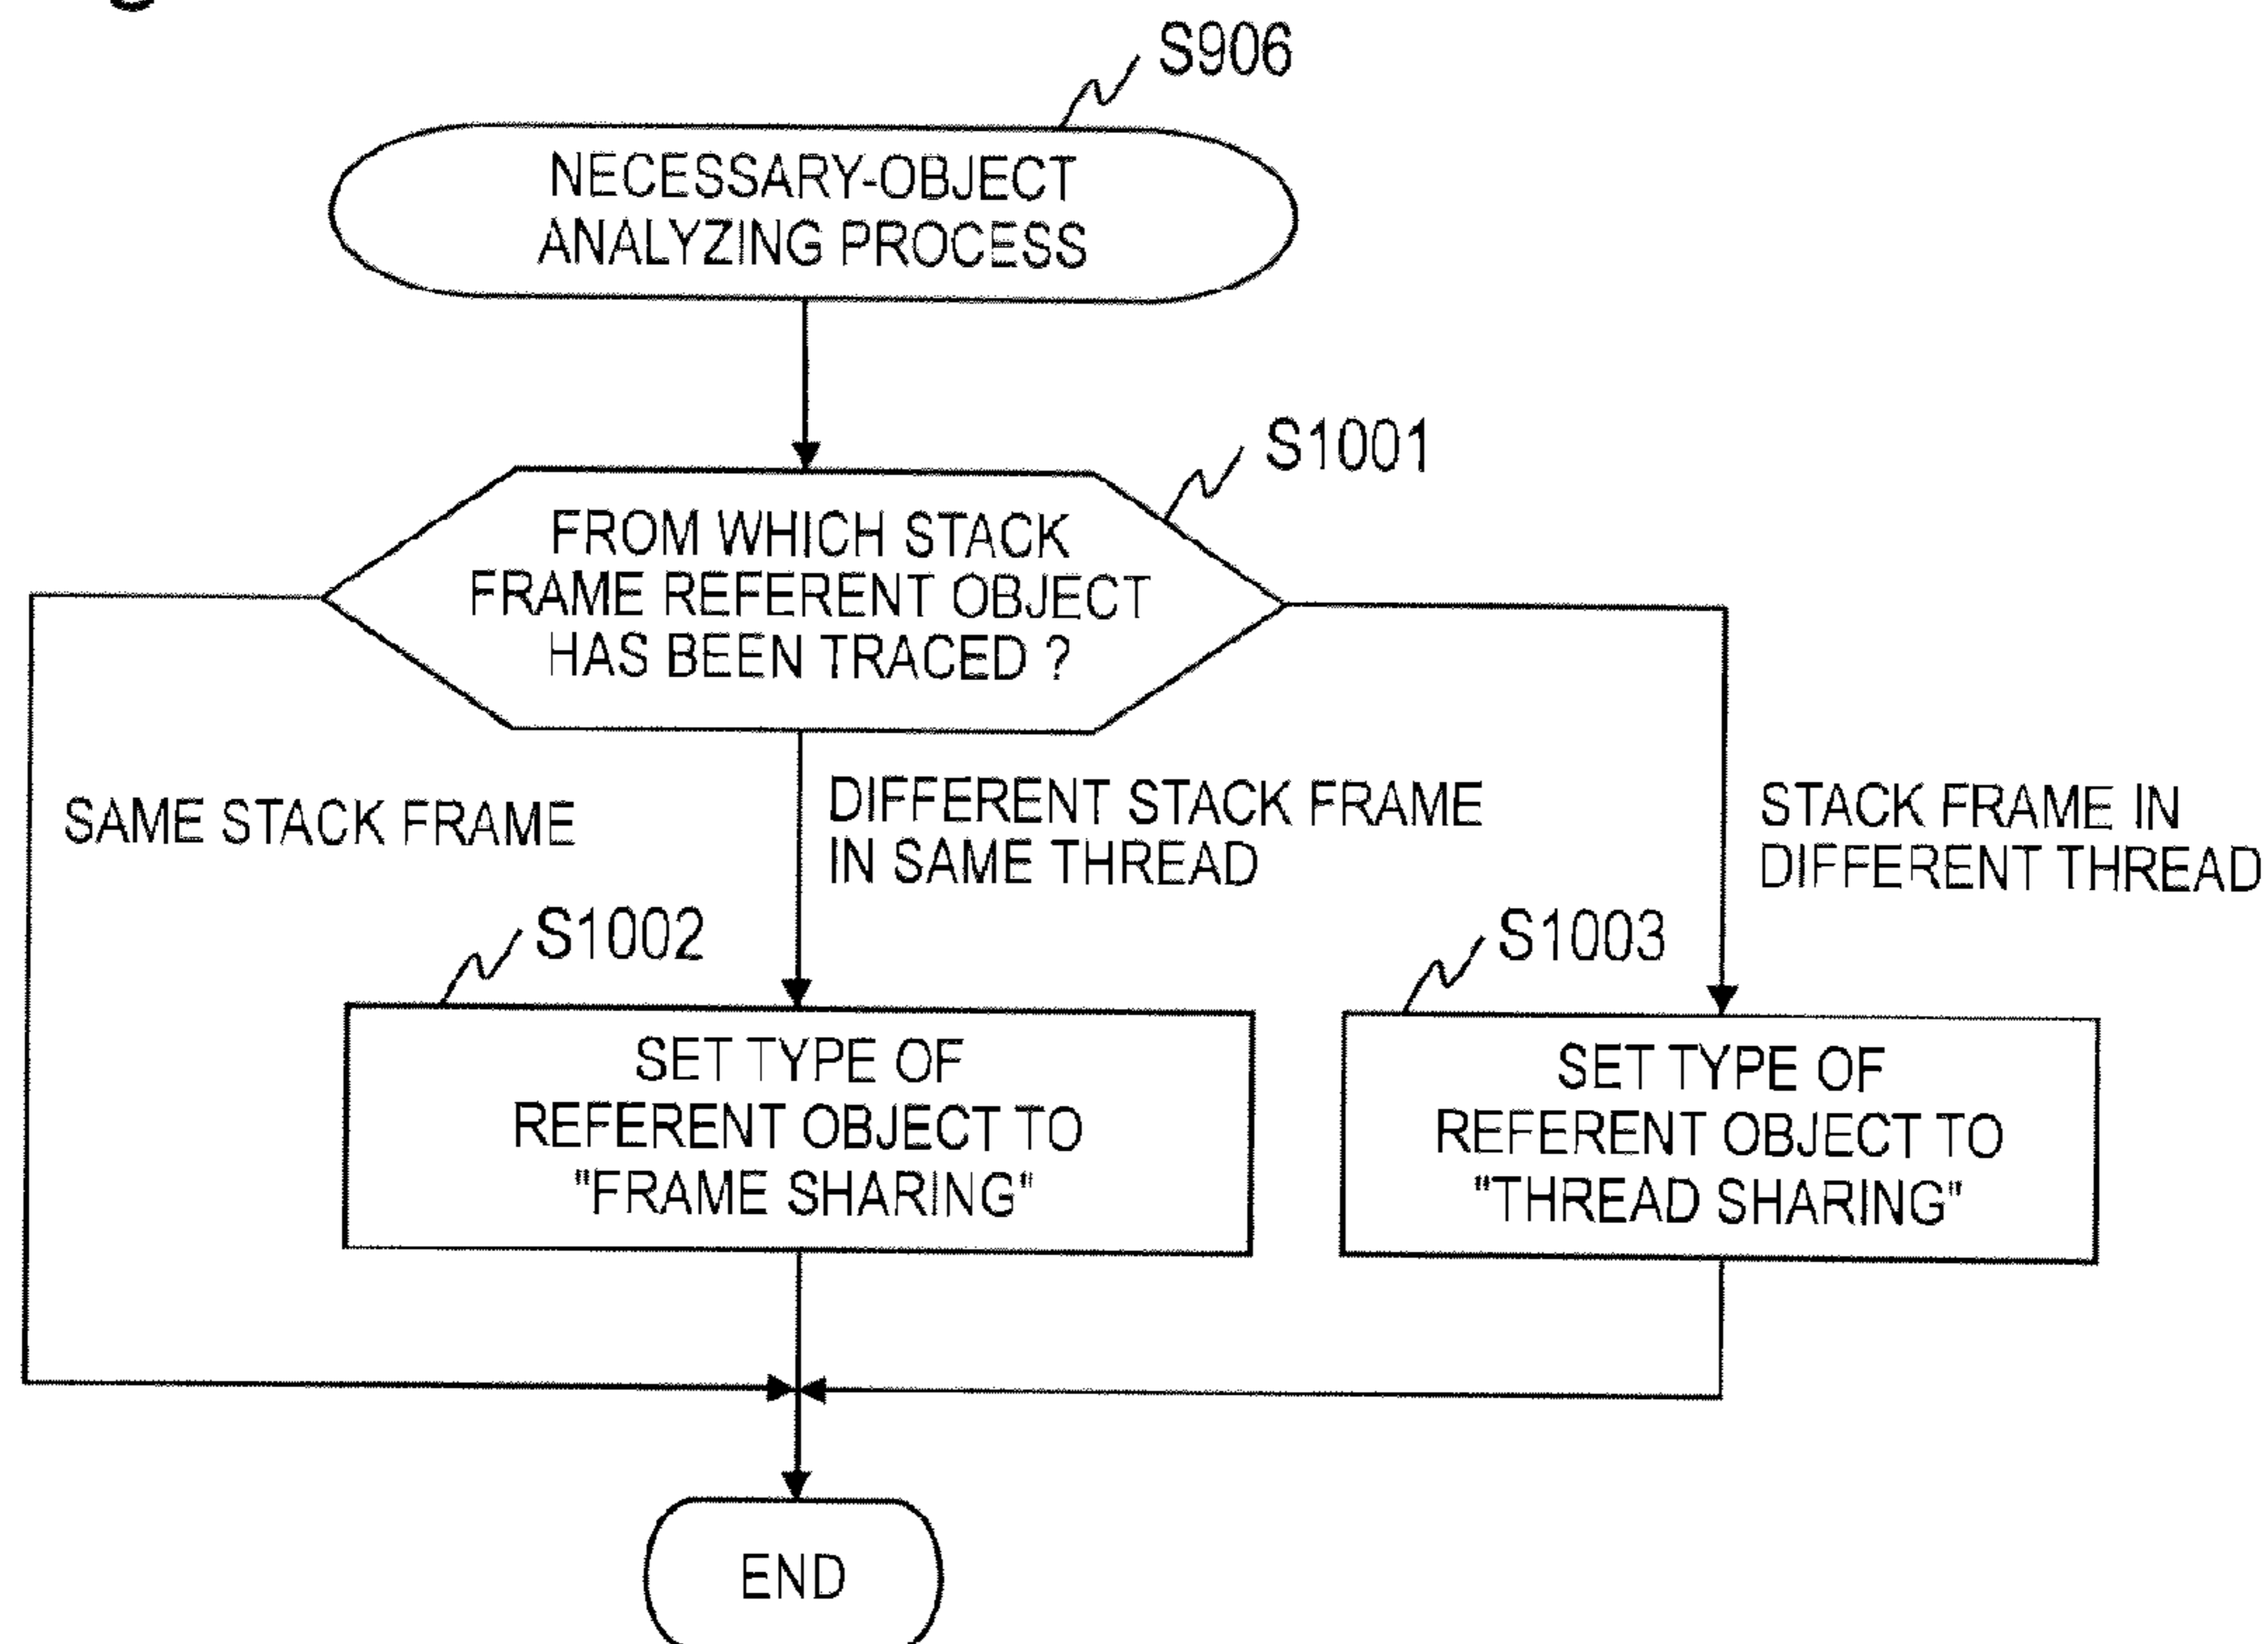 S906
NECESSARY-OBJECT
ANALYZING PROCESS
S1001
FROM WHICH STACK
FRAME REFERENT OBJECT
HAS BEEN TRACED ?
SAME STACK FRAME
DIFFERENT STACK FRAME
IN SAME THREAD
STACK FRAME IN
DIFFERENT THREAD
S1002
SET TYPE OF
REFERENT OBJECT TO
"FRAME SHARING"
S1003
SET TYPE OF
REFERENT OBJECT TO
"THREAD SHARING"
END